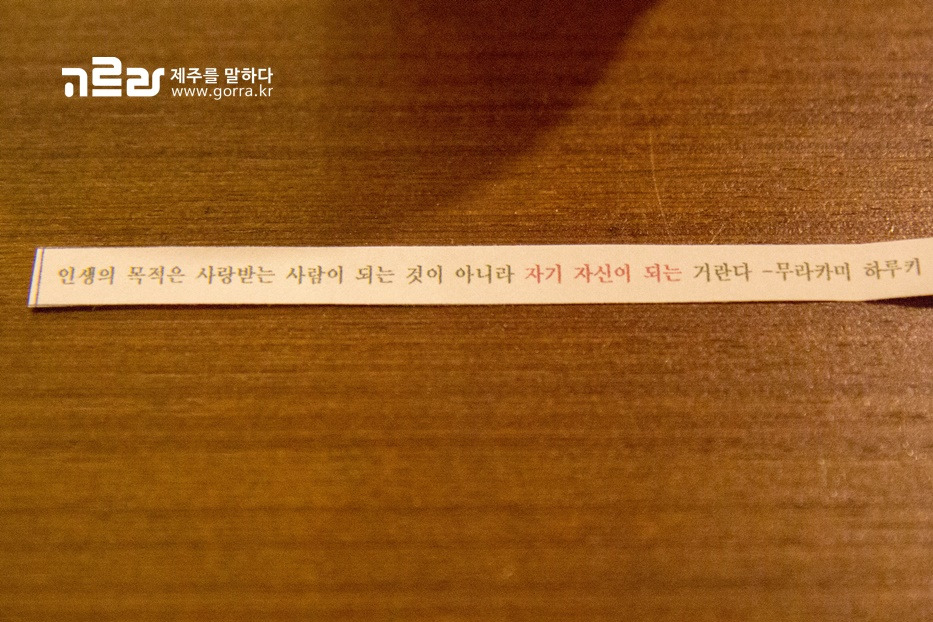 고르라 제주를 말하다
www.gorra.kr
인생의 목적은 사랑받는 사람이 되는 것이 아니라 자기 자신이 되는 거란다 -무라카미 하루키